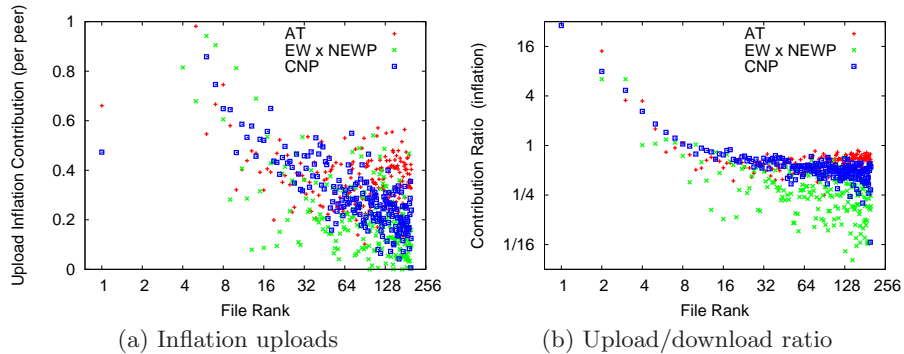 Upload Inflation Contribution (per peer)
1
0.8
0.6
0.4
0.2
0
1 2 4 8 16 32 64 128 256
File Rank
AT
EW x NEWP
CNP
(a) Inflation uploads
Contribution Ratio (inflation)
16
4
1
1/4
1/16
1 2 4 8 16 32 64 128 256
File Rank
AT
EW x NEWP
CNP
(b) Upload/download ratio